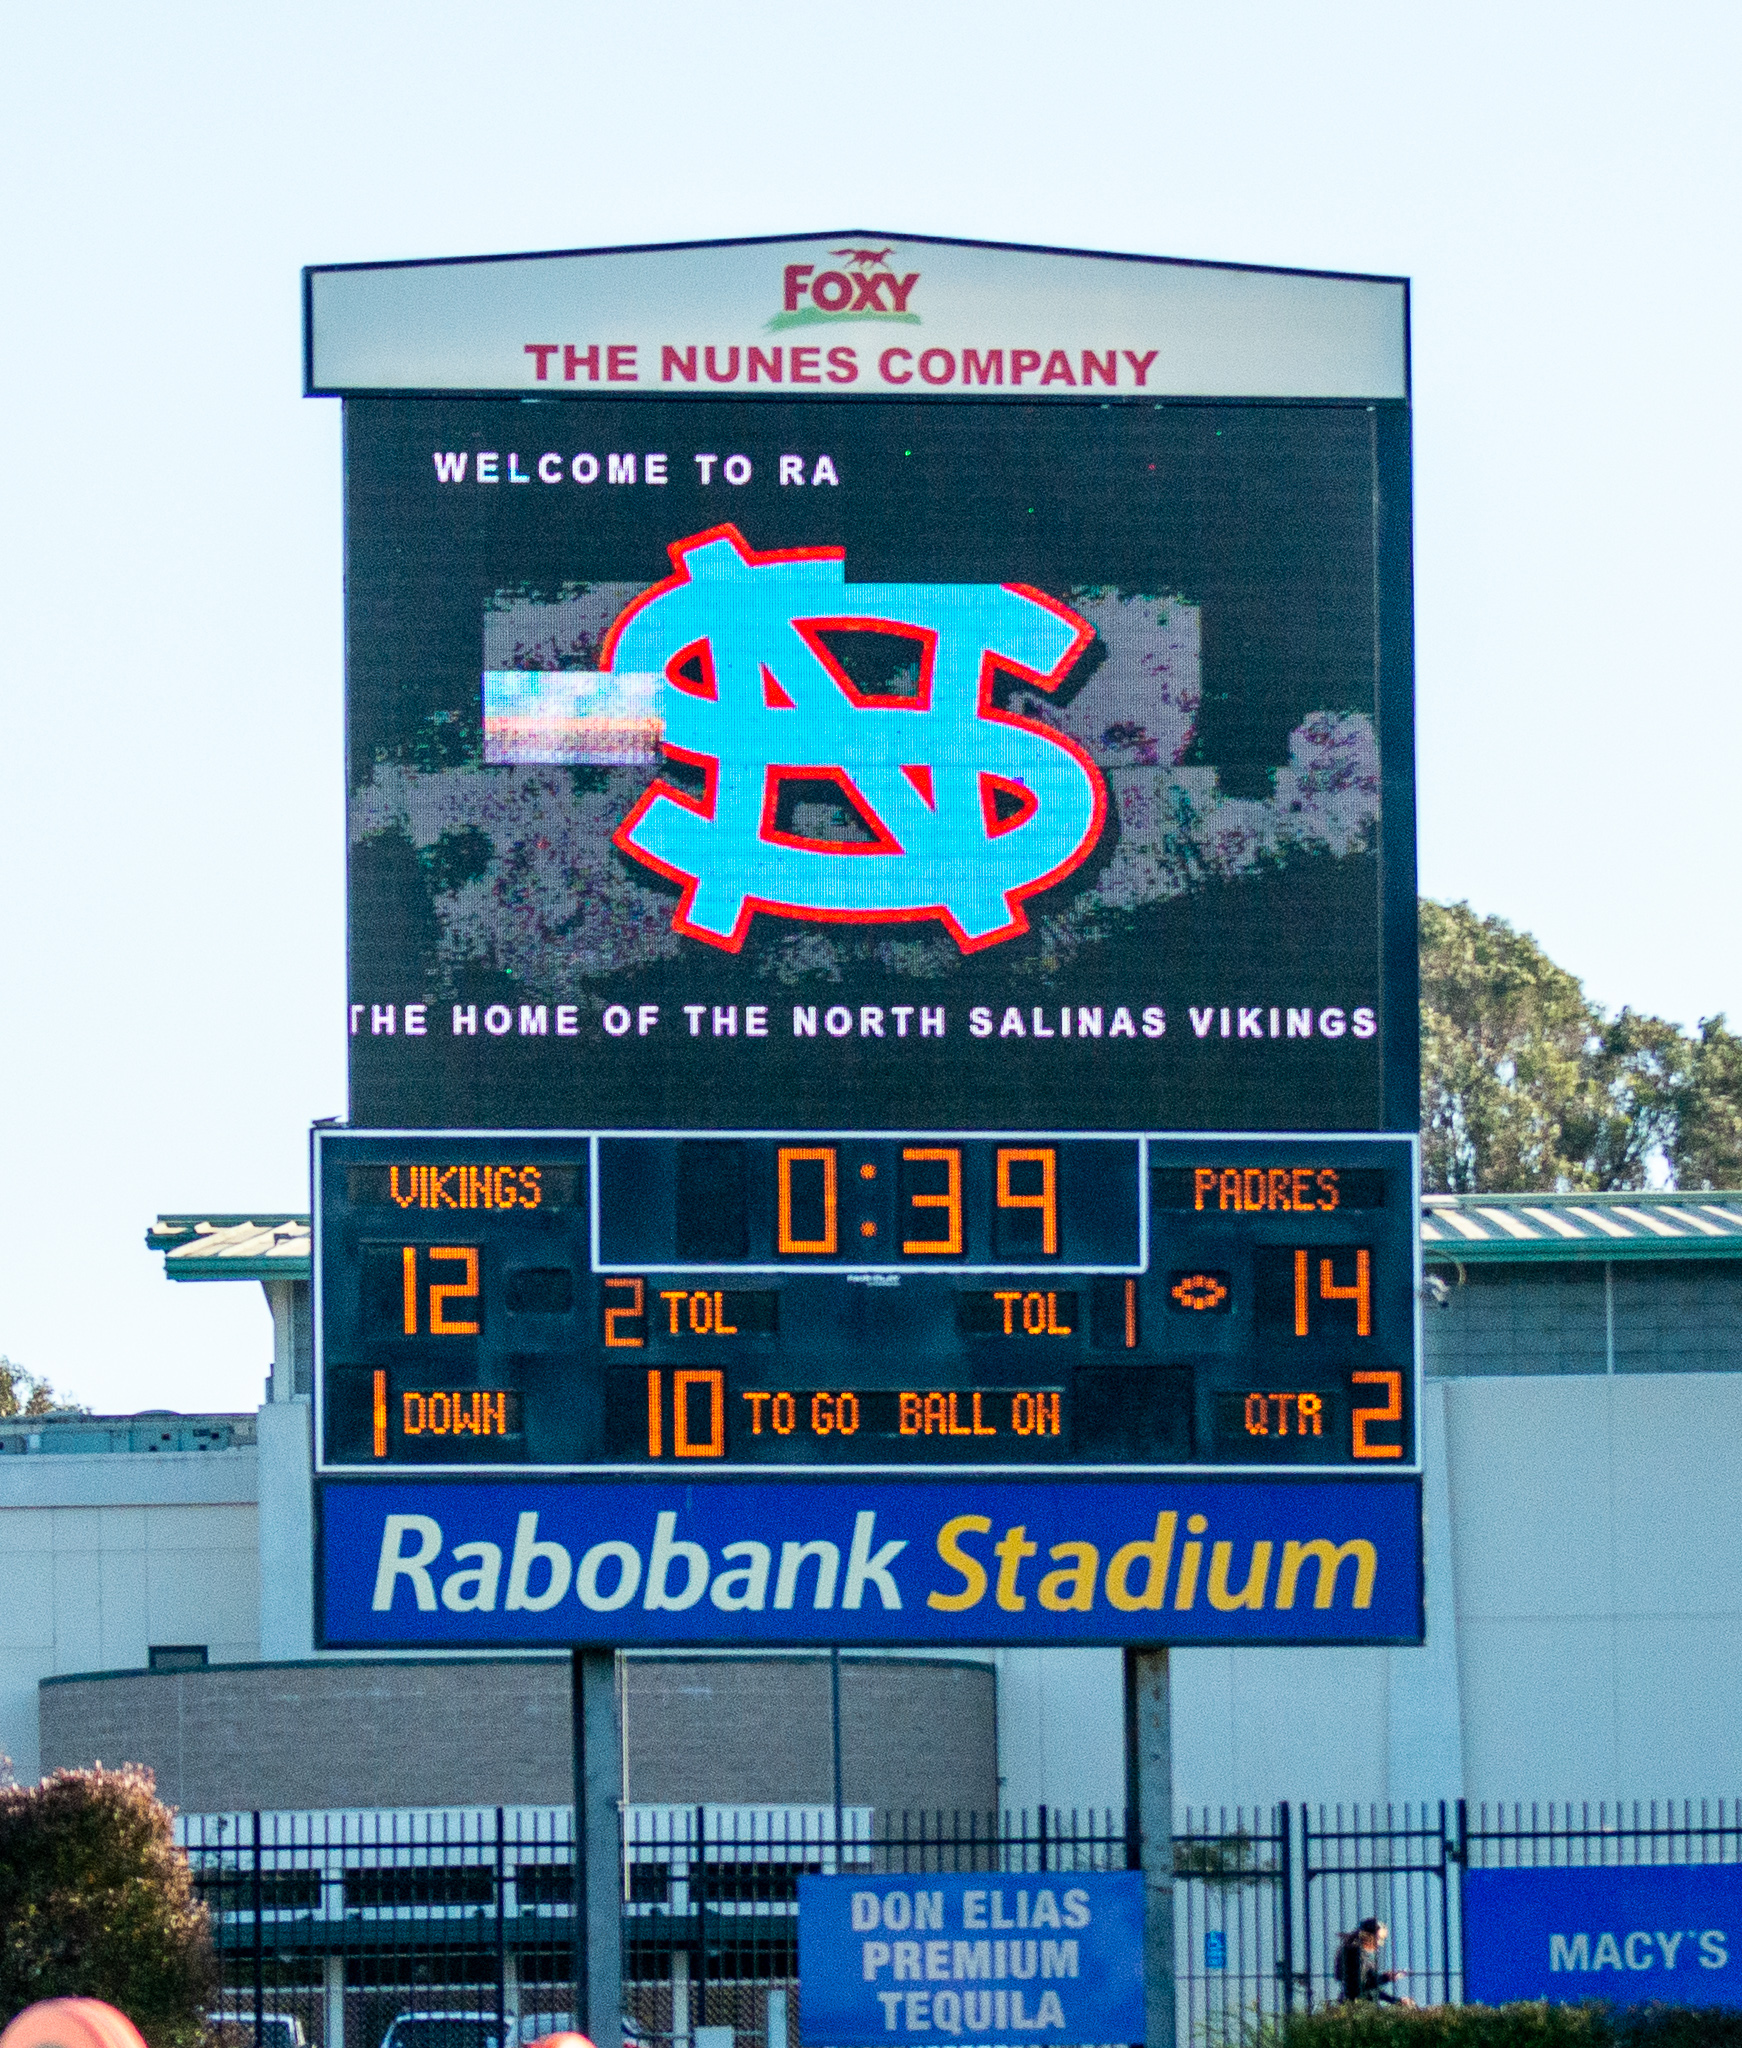 FOXY
THE NUNES COMPANY
WELCOME TO RA
NS
THE HOME OF THE NORTH SALINAS VIKINGS
VIKINGS 0:39 PADRES
12 2 TOL TOL 1 14
1 DOWN 10 TO GO BALL ON QTR 2
Rabobank Stadium
DON ELIAS
PREMIUM
TEQUILA
MACY'S